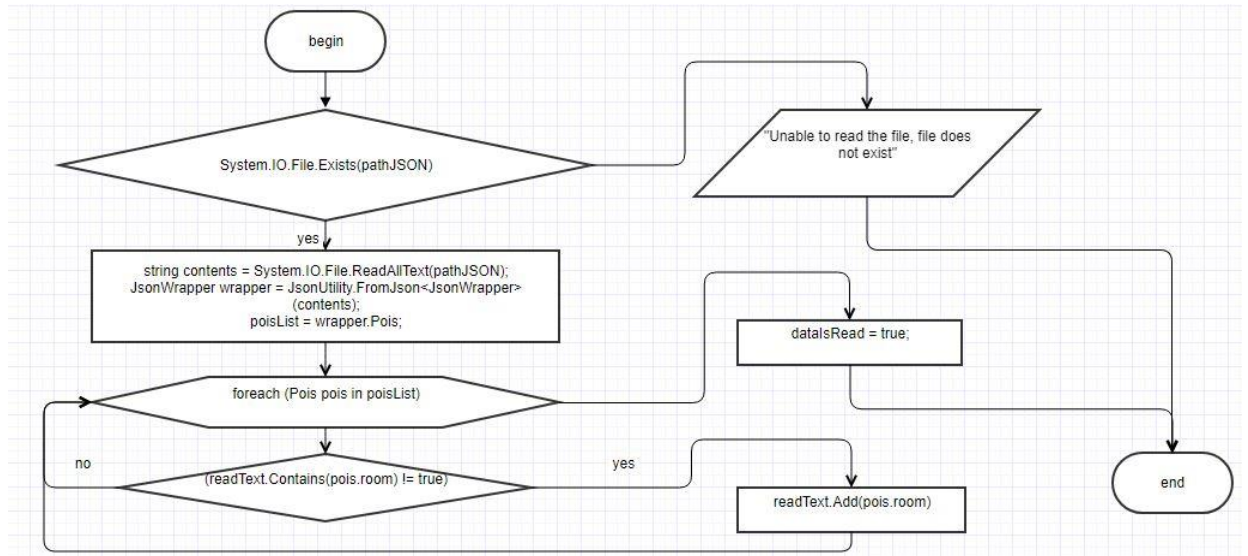 begin
System.IO.File.Exists(pathJSON)
"Unable to read the file, file does
not exist"
yes
string contents = System.IO.File.ReadAllText(pathJSON);
JsonWrapper wrapper = JsonUtility.FromJson<JsonWrapper>
(contents);
poisList = wrapper.Pois;
dataIsRead = true;
foreach (Pois pois in poisList)
no
(readText.Contains(pois.room) != true)
yes
readText.Add(pois.room)
end